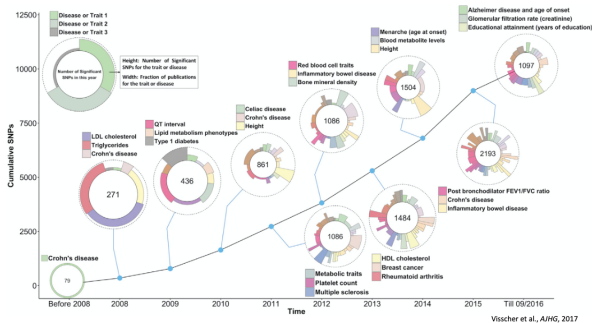 Disease or Trait 1
Disease or Trait 2
Disease or Trait 3
Number of Significant
SNPs in this year
Height: Number of Significant
SNPs for the trait or disease
Width: Fraction of publications
for the trait or disease
Alzheimer disease and age of onset
Glomerular filtration rate (creatinine)
Educational attainment (years of education)
1097
Menarche (age at onset)
Blood metabolite levels
Height
1504
Red blood cell traits
Inflammatory bowel disease
Bone mineral density
1086
Celiac disease
Crohn's disease
Height
861
QT interval
Lipid metabolism phenotypes
Type 1 diabetes
436
LDL cholesterol
Triglycerides
Crohn's disease
271
2193
Post bronchodilator FEV1/FVC ratio
Crohn's disease
Inflammatory bowel disease
1484
HDL cholesterol
Breast cancer
Rheumatoid arthritis
1086
Metabolic traits
Platelet count
Multiple sclerosis
Crohn's disease
79
Cumulative SNPs
12500
10000
7500
5000
2500
0
Before 2008 2008 2009 2010 2011 2012 2013 2014 2015 Till 09/2016
Time
Visscher et al., AJHG, 2017